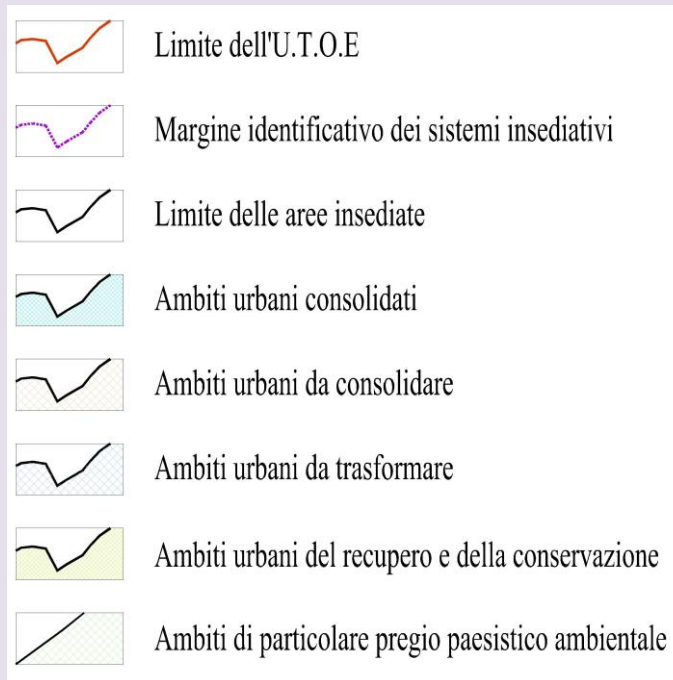 Limite dell'U.T.O.E
Margine identificativo dei sistemi insediativi
Limite delle aree insediate
Ambiti urbani consolidati
Ambiti urbani da consolidare
Ambiti urbani da trasformare
Ambiti urbani del recupero e della conservazione
Ambiti di particolare pregio paesistico ambientale